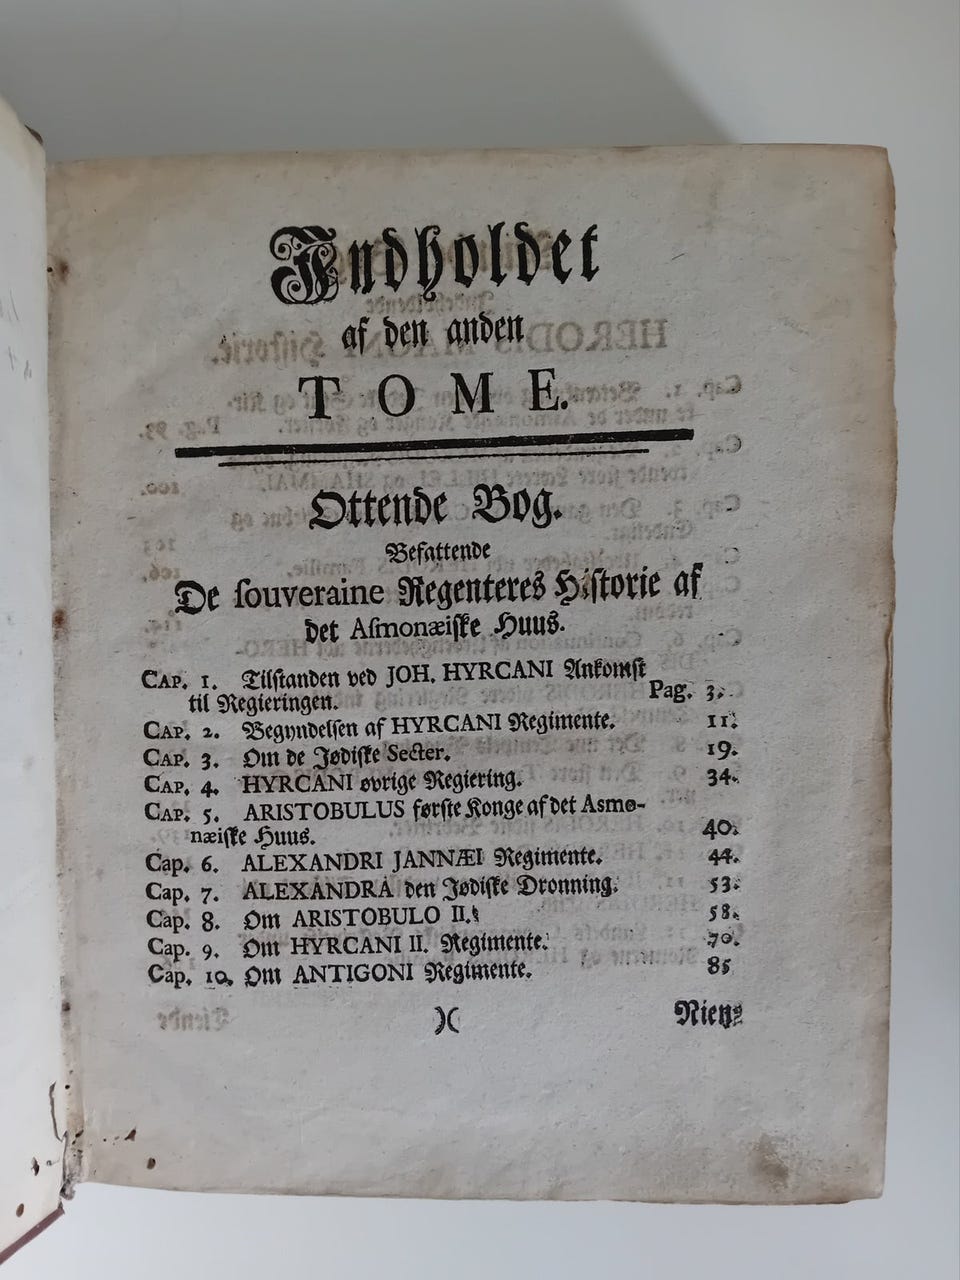 Indholdet
af den anden
TOME.
Ottende Bog.
Befattende
De souveraine Regenteres Historie af
det Asmonæiske Huus.
CAP. 1. Tilstanden ved JOH. HYRCANI Ankomst
til Regieringen. Pag. 3.
CAP. 2. Begyndelsen af HYRCANI Regimente. 11.
CAP. 3. Om de Jødiske Secter. 19.
CAP. 4. HYRCANI øvrige Regiering. 34.
CAP. 5. ARISTOBULUS første Konge af det Asmo-
næiske Huus. 40.
Cap. 6. ALEXANDRI JANNÆI Regimente. 44.
Cap. 7. ALEXANDRA den Jødiske Dronning. 53.
Cap. 8. Om ARISTOBULO II. 58.
Cap. 9. Om HYRCANI II. Regimente. 70.
Cap. 10. Om ANTIGONI Regimente. 85
)( Nien-